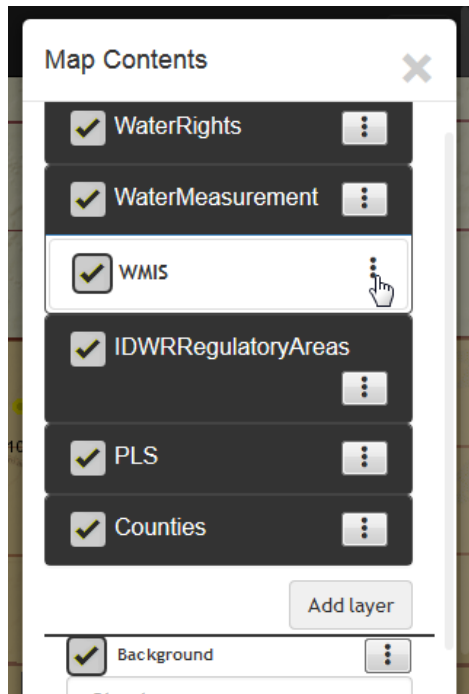 Map Contents
WaterRights
WaterMeasurement
WMIS
IDWRRegulatoryAreas
PLS
Counties
Add layer
Background